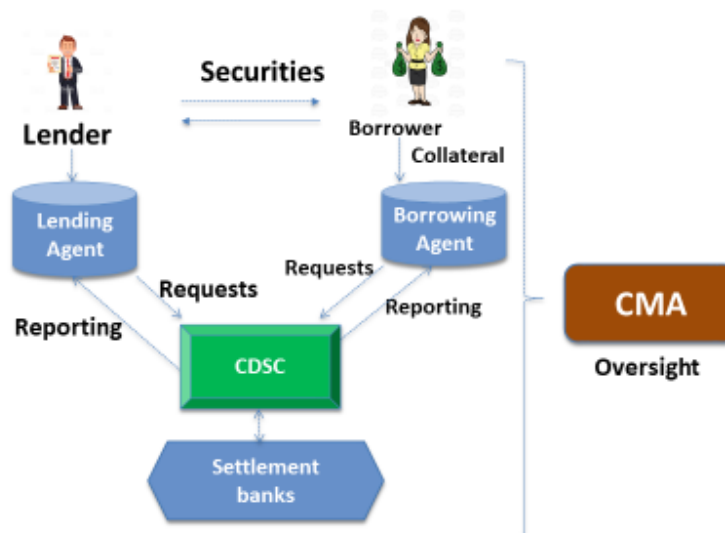 Securities
Lender
Borrower
Collateral
Lending
Agent
Borrowing
Agent
Requests
Requests
Reporting
Reporting
CDSC
CMA
Oversight
Settlement
banks